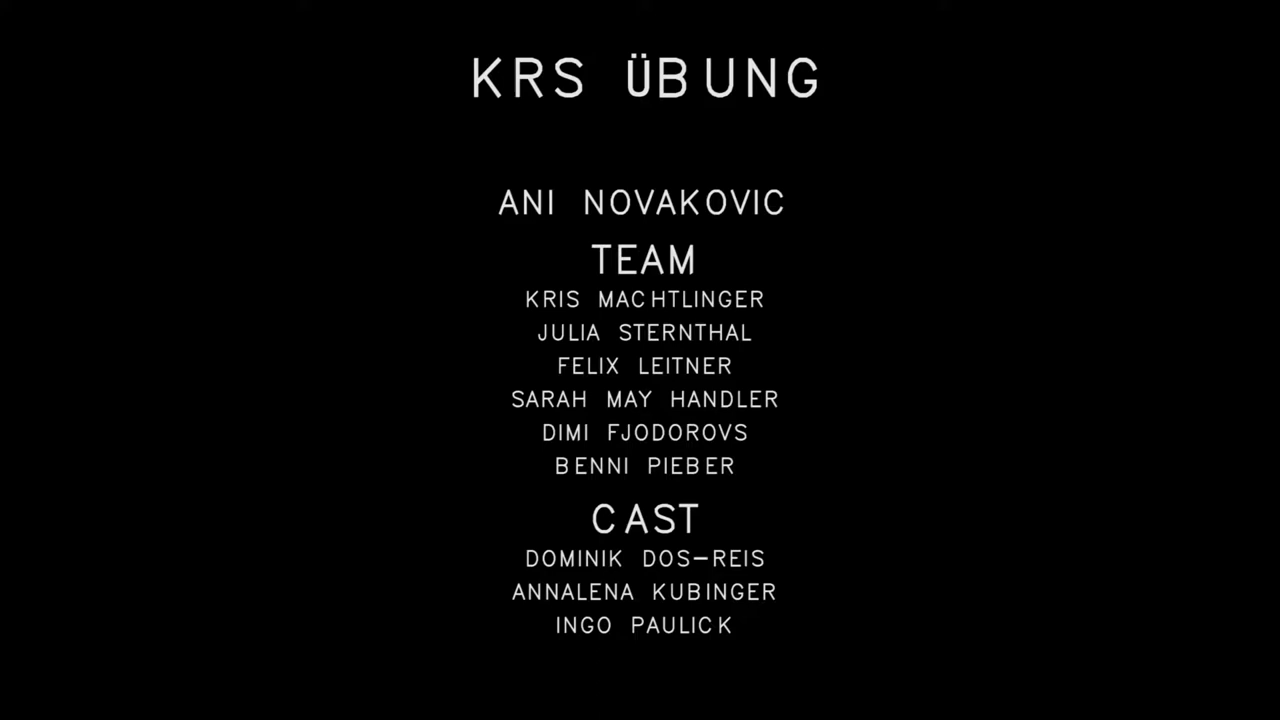 KRS ÜBUNG
ANI NOVAKOVIC
TEAM
KRIS MACHTLINGER
JULIA STERNTHAL
FELIX LEITNER
SARAH MAY HANDLER
DIMI FJODOROVS
BENNI PIEBER
CAST
DOMINIK DOS-REIS
ANNALENA KUBINGER
INGO PAULICK